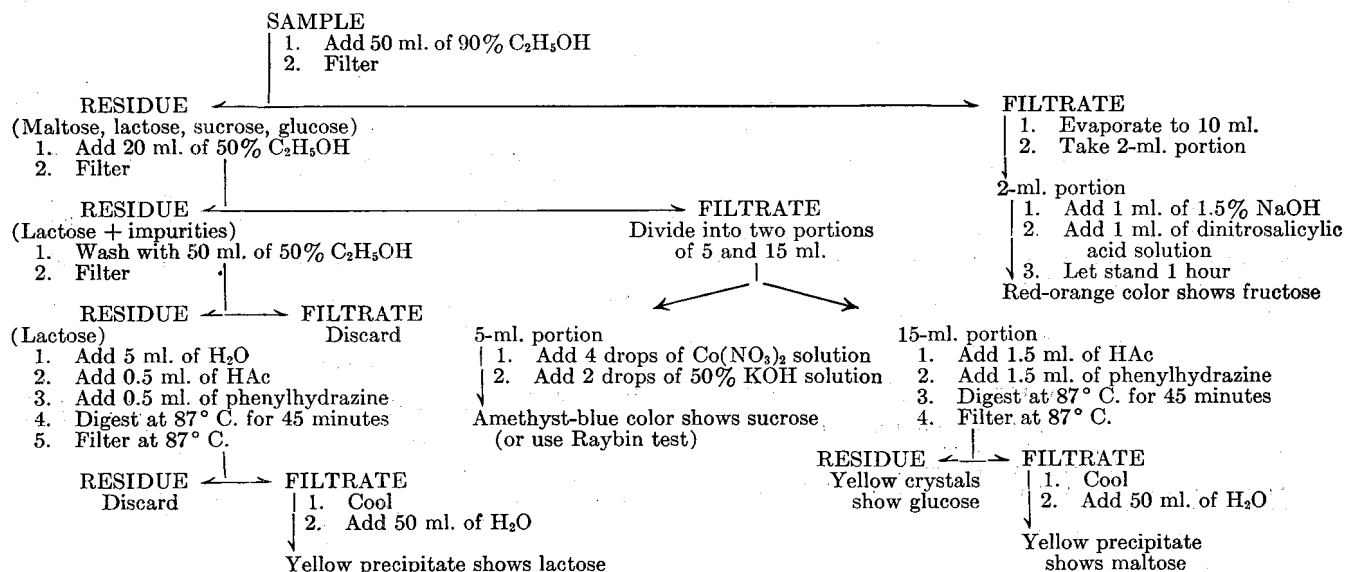 SAMPLE
1. Add 50 ml. of 90% C₂H₅OH
2. Filter
RESIDUE
(Maltose, lactose, sucrose, glucose)
1. Add 20 ml. of 50% C₂H₅OH
2. Filter
FILTRATE
1. Evaporate to 10 ml.
2. Take 2-ml. portion
2-ml. portion
1. Add 1 ml. of 1.5% NaOH
2. Add 1 ml. of dinitrosalicylic
acid solution
3. Let stand 1 hour
Red-orange color shows fructose
RESIDUE
(Lactose + impurities)
1. Wash with 50 ml. of 50% C₂H₅OH
2. Filter
FILTRATE
Divide into two portions
of 5 and 15 ml.
RESIDUE
(Lactose)
1. Add 5 ml. of H₂O
2. Add 0.5 ml. of HAc
3. Add 0.5 ml. of phenylhydrazine
4. Digest at 87° C. for 45 minutes
5. Filter at 87° C.
FILTRATE
Discard
5-ml. portion
1. Add 4 drops of Co(NO₃)₂ solution
2. Add 2 drops of 50% KOH solution
Amethyst-blue color shows sucrose
(or use Raybin test)
15-ml. portion
1. Add 1.5 ml. of HAc
2. Add 1.5 ml. of phenylhydrazine
3. Digest at 87° C. for 45 minutes
4. Filter at 87° C.
RESIDUE
Discard
FILTRATE
1. Cool
2. Add 50 ml. of H₂O
Yellow precipitate shows lactose
RESIDUE
Yellow crystals
show glucose
FILTRATE
1. Cool
2. Add 50 ml. of H₂O
Yellow precipitate
shows maltose